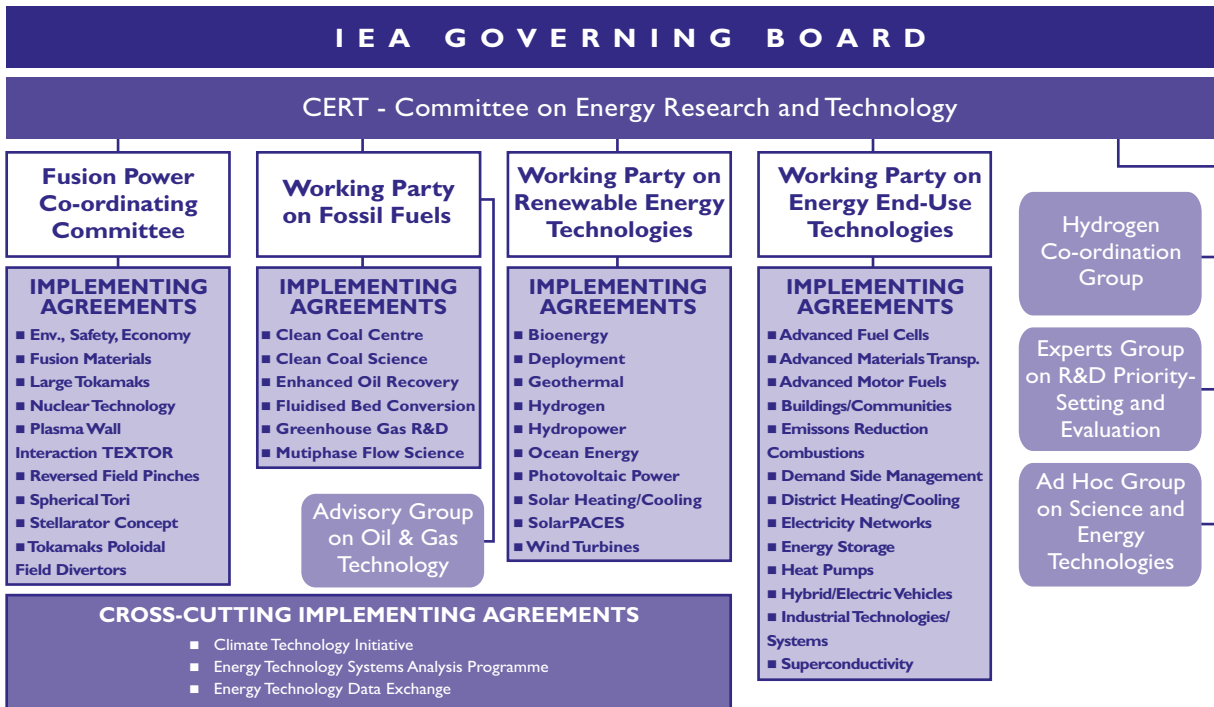 IEA GOVERNING BOARD
CERT - Committee on Energy Research and Technology
Fusion Power
Co-ordinating
Committee
IMPLEMENTING
AGREEMENTS
■ Env., Safety, Economy
■ Fusion Materials
■ Large Tokamaks
■ Nuclear Technology
■ Plasma Wall
Interaction TEXTOR
■ Reversed Field Pinches
■ Spherical Tori
■ Stellarator Concept
■ Tokamaks Poloidal
Field Divertors
Working Party
on Fossil Fuels
IMPLEMENTING
AGREEMENTS
■ Clean Coal Centre
■ Clean Coal Science
■ Enhanced Oil Recovery
■ Fluidised Bed Conversion
■ Greenhouse Gas R&D
■ Mutiphase Flow Science
Advisory Group
on Oil & Gas
Technology
Working Party on
Renewable Energy
Technologies
IMPLEMENTING
AGREEMENTS
■ Bioenergy
■ Deployment
■ Geothermal
■ Hydrogen
■ Hydropower
■ Ocean Energy
■ Photovoltaic Power
■ Solar Heating/Cooling
■ SolarPACES
■ Wind Turbines
Working Party on
Energy End-Use
Technologies
IMPLEMENTING
AGREEMENTS
■ Advanced Fuel Cells
■ Advanced Materials Transp.
■ Advanced Motor Fuels
■ Buildings/Communities
■ Emissons Reduction
Combustions
■ Demand Side Management
■ District Heating/Cooling
■ Electricity Networks
■ Energy Storage
■ Heat Pumps
■ Hybrid/Electric Vehicles
■ Industrial Technologies/
Systems
■ Superconductivity
Hydrogen
Co-ordination
Group
Experts Group
on R&D Priority-
Setting and
Evaluation
Ad Hoc Group
on Science and
Energy
Technologies
CROSS-CUTTING IMPLEMENTING AGREEMENTS
■ Climate Technology Initiative
■ Energy Technology Systems Analysis Programme
■ Energy Technology Data Exchange